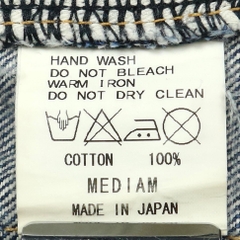 HAND WASH
DO NOT BLEACH
WARM IRON
DO NOT DRY CLEAN
COTTON 100%
MEDIAM
MADE IN JAPAN